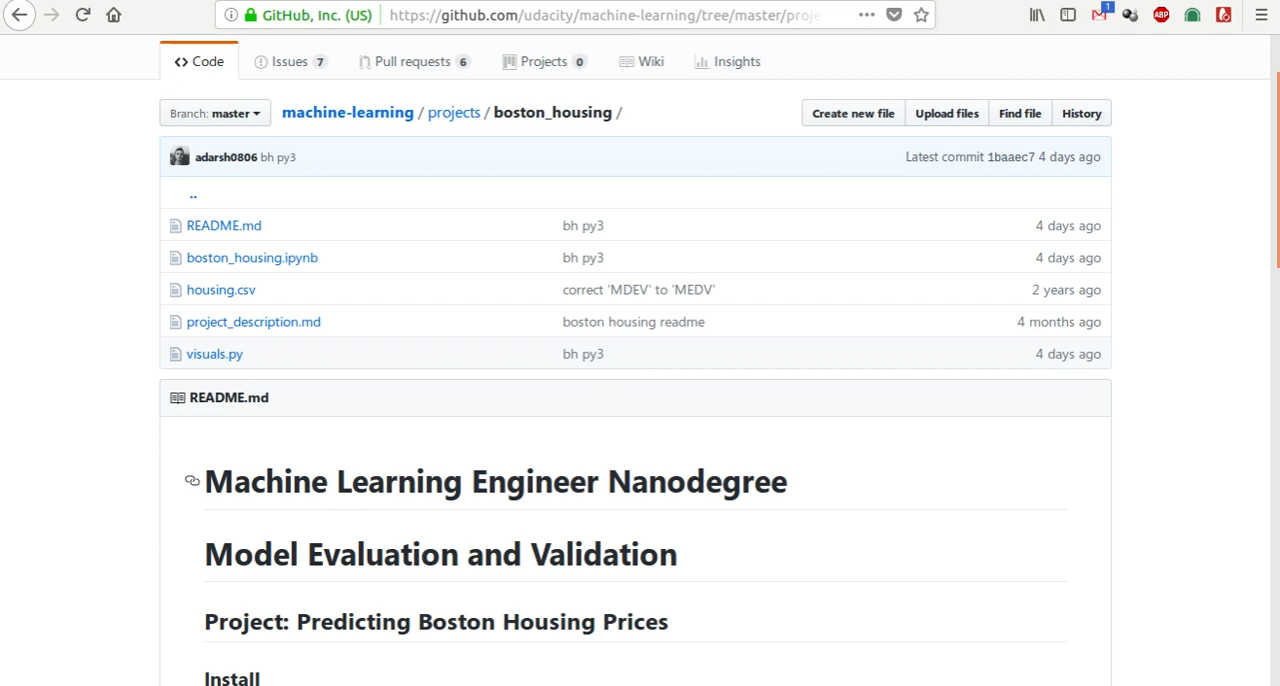 GitHub, Inc. (US) https://github.com/udacity/machine-learning/tree/master/proje
1
ABP
Code Issues 7 Pull requests 6 Projects 0 Wiki Insights
Branch: master machine-learning / projects / boston_housing / Create new file Upload files Find file History
adarsh0806 bh py3 Latest commit 1baaec7 4 days ago
..
README.md bh py3 4 days ago
boston_housing.ipynb bh py3 4 days ago
housing.csv correct 'MDEV' to 'MEDV' 2 years ago
project_description.md boston housing readme 4 months ago
visuals.py bh py3 4 days ago
README.md
Machine Learning Engineer Nanodegree
Model Evaluation and Validation
Project: Predicting Boston Housing Prices
Install